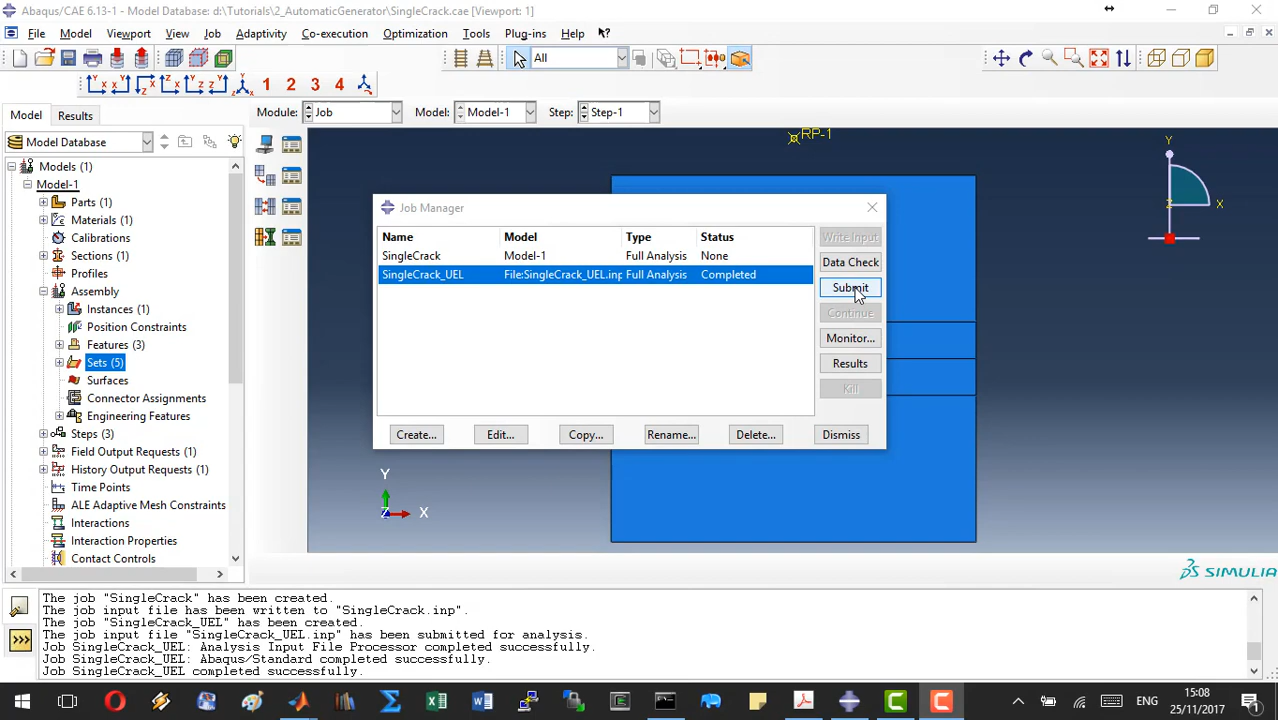 Abaqus/CAE 6.13-1 - Model Database: d:\Tutorials\2_AutomaticGenerator\SingleCrack.cae [Viewport: 1]
File Model Viewport View Job Adaptivity Co-execution Optimization Tools Plug-ins Help
All
1 2 3 4
Model Results
Module: Job Model: Model-1 Step: Step-1
Model Database
Models (1)
Model-1
Parts (1)
Materials (1)
Calibrations
Sections (1)
Profiles
Assembly
Instances (1)
Position Constraints
Features (3)
Sets (5)
Surfaces
Connector Assignments
Engineering Features
Steps (3)
Field Output Requests (1)
History Output Requests (1)
Time Points
ALE Adaptive Mesh Constraints
Interactions
Interaction Properties
Contact Controls
RP-1
Y
Z X
Job Manager
Name Model Type Status
SingleCrack Model-1 Full Analysis None
SingleCrack_UEL File:SingleCrack_UEL.inp Full Analysis Completed
Write Input
Data Check
Submit
Continue
Monitor...
Results
Kill
Create... Edit... Copy... Rename... Delete... Dismiss
Y
Z X
SIMULIA
The job "SingleCrack" has been created.
The job input file has been written to "SingleCrack.inp".
The job "SingleCrack_UEL" has been created.
The job input file "SingleCrack_UEL.inp" has been submitted for analysis.
Job SingleCrack_UEL: Analysis Input File Processor completed successfully.
Job SingleCrack_UEL: Abaqus/Standard completed successfully.
Job SingleCrack_UEL completed successfully.
ENG
15:08
25/11/2017